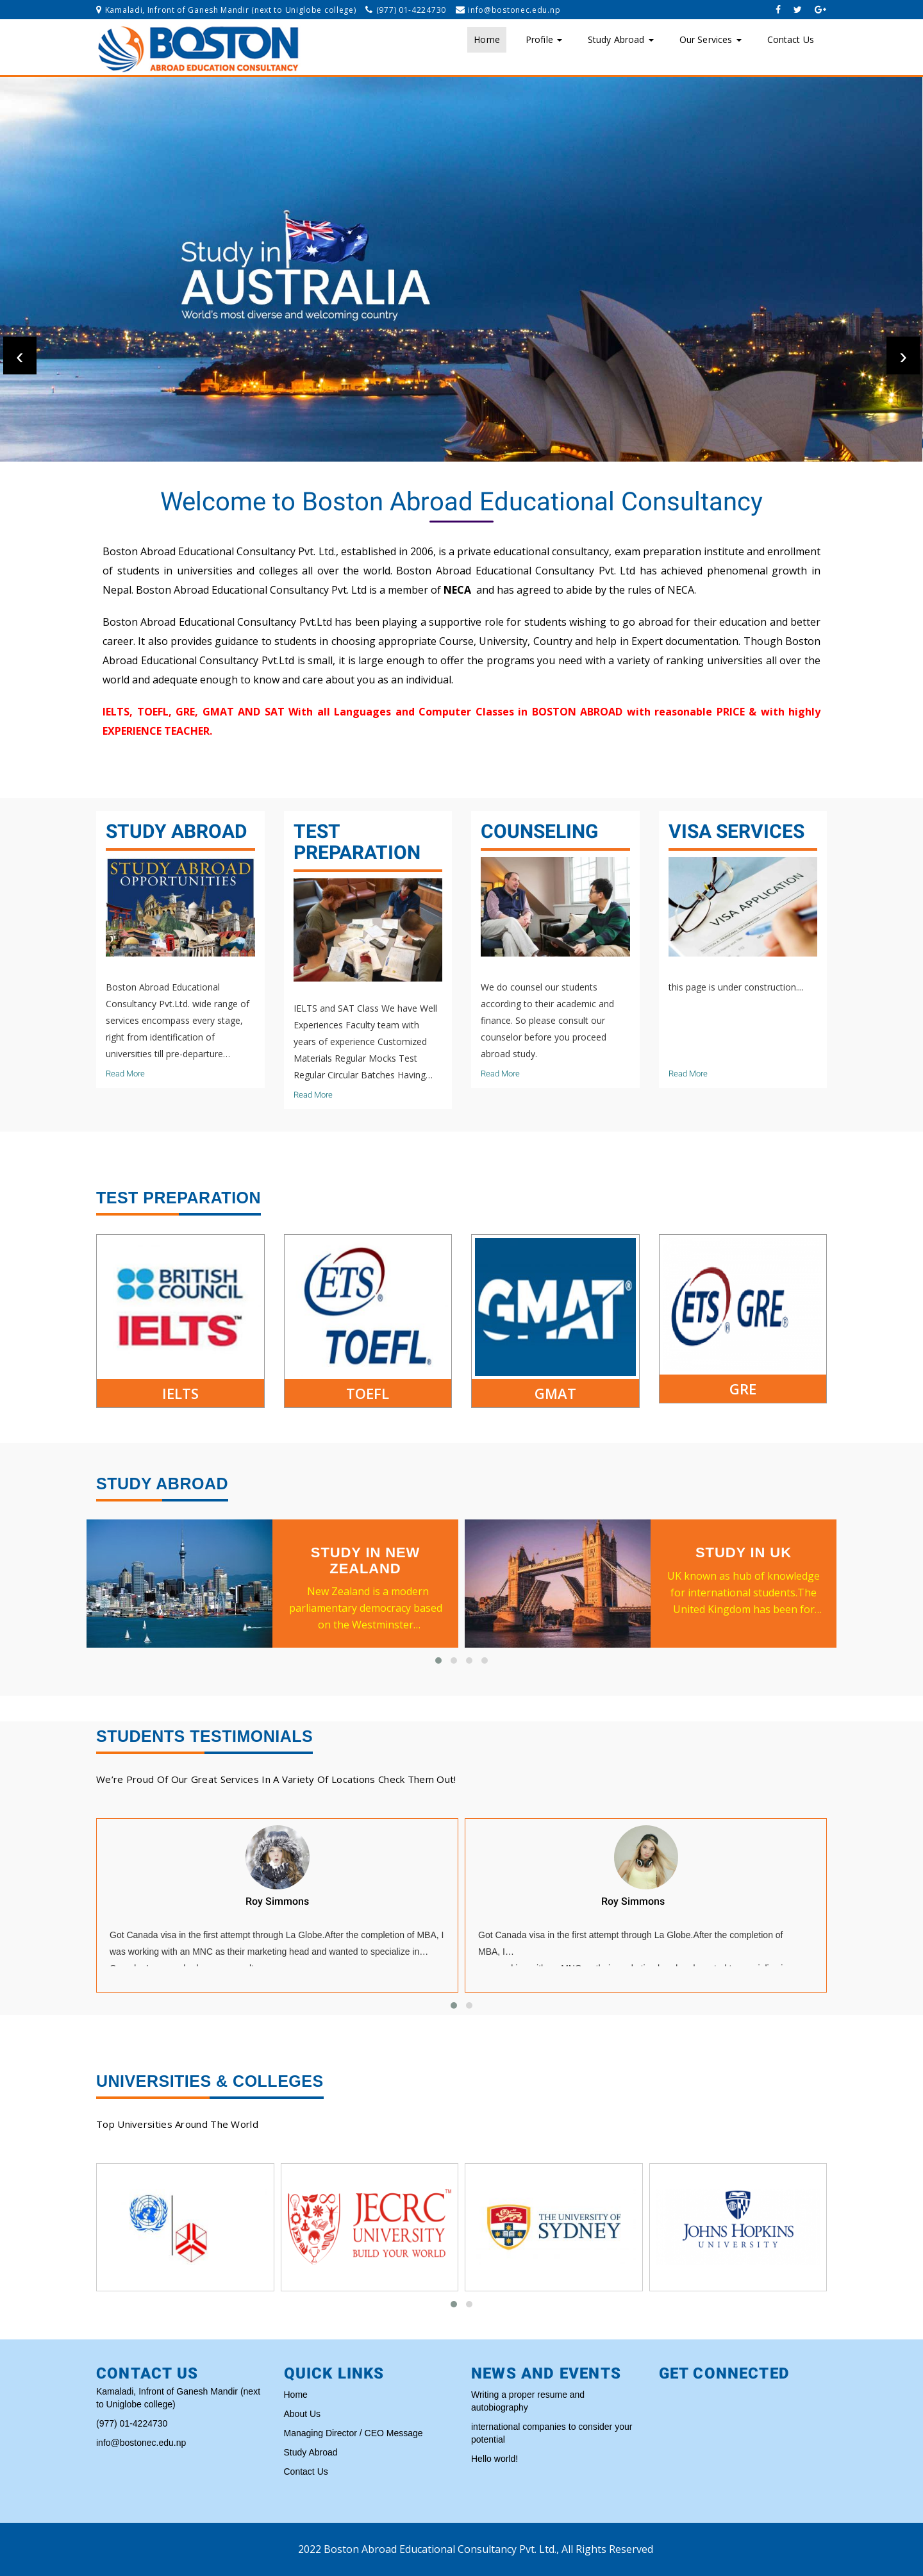 Kamaladi, Infront of Ganesh Mandir (next to Uniglobe college) (977) 01-4224730 info@bostonec.edu.np
BOSTON
ABROAD EDUCATION CONSULTANCY
Home Profile Study Abroad Our Services Contact Us
Study in
AUSTRALIA
World's most diverse and welcoming country
‹ ›
Welcome to Boston Abroad Educational Consultancy
Boston Abroad Educational Consultancy Pvt. Ltd., established in 2006, is a private educational consultancy, exam preparation institute and enrollment
of students in universities and colleges all over the world. Boston Abroad Educational Consultancy Pvt. Ltd has achieved phenomenal growth in
Nepal. Boston Abroad Educational Consultancy Pvt. Ltd is a member of NECA and has agreed to abide by the rules of NECA.
Boston Abroad Educational Consultancy Pvt.Ltd has been playing a supportive role for students wishing to go abroad for their education and better
career. It also provides guidance to students in choosing appropriate Course, University, Country and help in Expert documentation. Though Boston
Abroad Educational Consultancy Pvt.Ltd is small, it is large enough to offer the programs you need with a variety of ranking universities all over the
world and adequate enough to know and care about you as an individual.
IELTS, TOEFL, GRE, GMAT AND SAT With all Languages and Computer Classes in BOSTON ABROAD with reasonable PRICE & with highly
EXPERIENCE TEACHER.
STUDY ABROAD
STUDY ABROAD
OPPORTUNITIES
Boston Abroad Educational
Consultancy Pvt.Ltd. wide range of
services encompass every stage,
right from identification of
universities till pre-departure…
Read More
TEST
PREPARATION
IELTS and SAT Class We have Well
Experiences Faculty team with
years of experience Customized
Materials Regular Mocks Test
Regular Circular Batches Having…
Read More
COUNSELING
We do counsel our students
according to their academic and
finance. So please consult our
counselor before you proceed
abroad study.
Read More
VISA SERVICES
VISA APPLICATION
this page is under construction....
Read More
TEST PREPARATION
BRITISH
COUNCIL
IELTS™
IELTS
ETS®
TOEFL®
TOEFL
GMAT®
GMAT
ETS® GRE®
GRE
STUDY ABROAD
STUDY IN NEW
ZEALAND
New Zealand is a modern
parliamentary democracy based
on the Westminster…
STUDY IN UK
UK known as hub of knowledge
for international students.The
United Kingdom has been for…
STUDENTS TESTIMONIALS
We're Proud Of Our Great Services In A Variety Of Locations Check Them Out!
Roy Simmons
Got Canada visa in the first attempt through La Globe.After the completion of MBA, I
was working with an MNC as their marketing head and wanted to specialize in…
Roy Simmons
Got Canada visa in the first attempt through La Globe.After the completion of
MBA, I…
UNIVERSITIES & COLLEGES
Top Universities Around The World
JECRC™
UNIVERSITY
BUILD YOUR WORLD
THE UNIVERSITY OF
SYDNEY
JOHNS HOPKINS
UNIVERSITY
CONTACT US
Kamaladi, Infront of Ganesh Mandir (next
to Uniglobe college)
(977) 01-4224730
info@bostonec.edu.np
QUICK LINKS
Home
About Us
Managing Director / CEO Message
Study Abroad
Contact Us
NEWS AND EVENTS
Writing a proper resume and
autobiography
international companies to consider your
potential
Hello world!
GET CONNECTED
2022 Boston Abroad Educational Consultancy Pvt. Ltd., All Rights Reserved